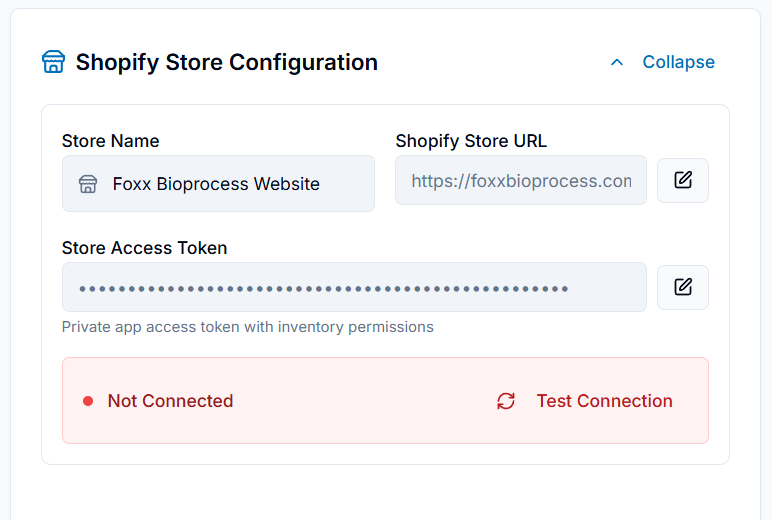 Shopify Store Configuration
Collapse
Store Name
Shopify Store URL
Foxx Bioprocess Website
https://foxxbioprocess.con
Store Access Token
••••••••••••••••••••••••••••••••••••••••••••••••••
Private app access token with inventory permissions
Not Connected
Test Connection